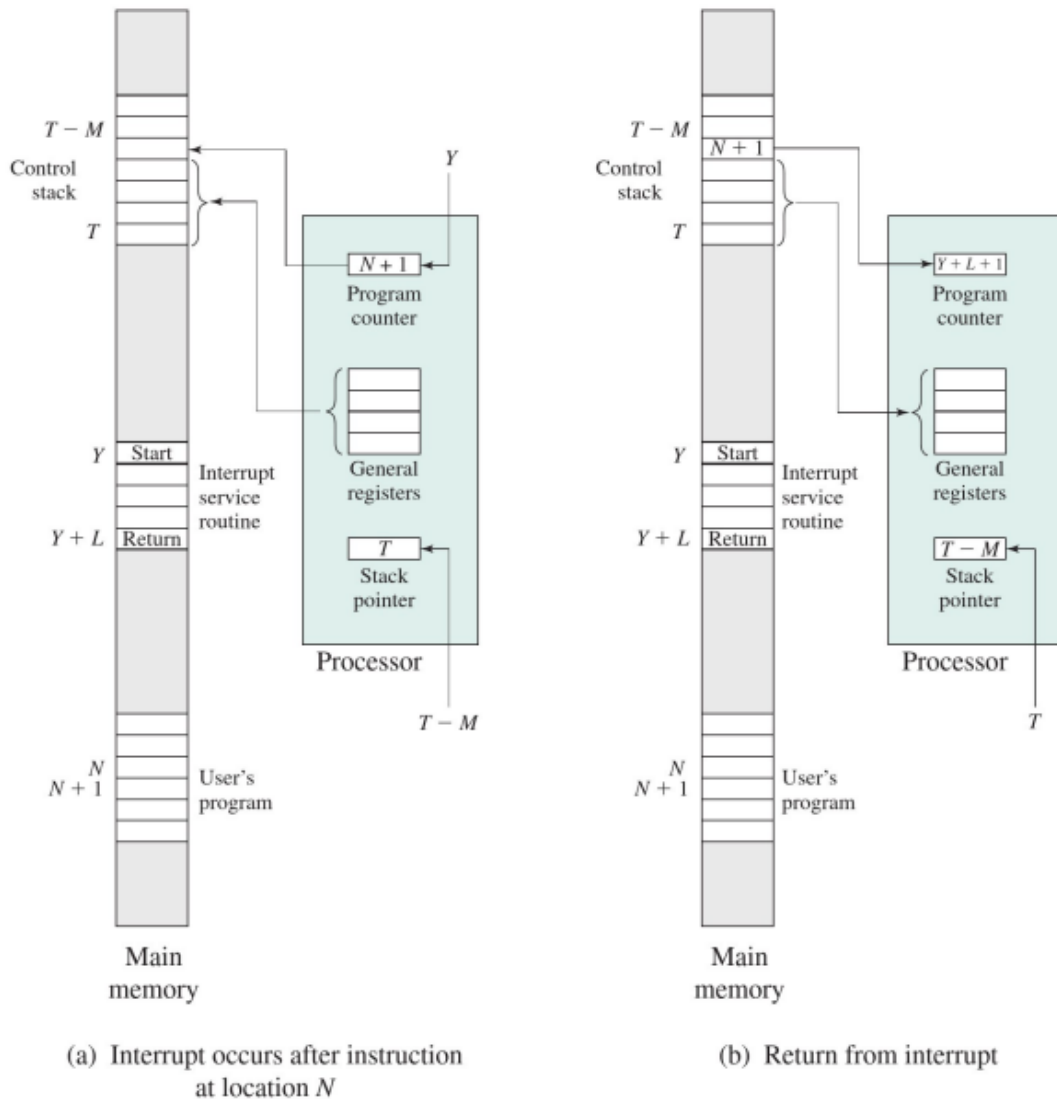 T − M
Control
stack
T
Y
N + 1
Program
counter
General
registers
Y
Start
Interrupt
service
routine
Y + L
Return
T
Stack
pointer
Processor
T − M
N
N + 1
User's
program
Main
memory
(a) Interrupt occurs after instruction
at location N
T − M
N + 1
Control
stack
T
Y + L + 1
Program
counter
General
registers
Y
Start
Interrupt
service
routine
Y + L
Return
T − M
Stack
pointer
Processor
T
N
N + 1
User's
program
Main
memory
(b) Return from interrupt